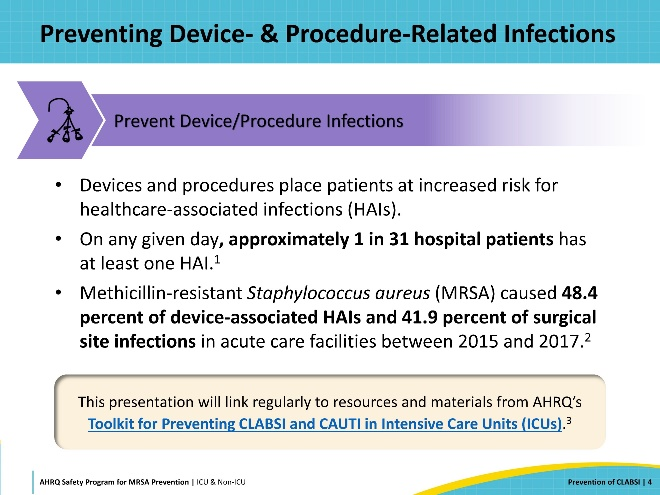 Preventing Device- & Procedure-Related Infections
Prevent Device/Procedure Infections
• Devices and procedures place patients at increased risk for
healthcare-associated infections (HAIs).
• On any given day, approximately 1 in 31 hospital patients has
at least one HAI.1
• Methicillin-resistant Staphylococcus aureus (MRSA) caused 48.4
percent of device-associated HAIs and 41.9 percent of surgical
site infections in acute care facilities between 2015 and 2017.2
This presentation will link regularly to resources and materials from AHRQ's
Toolkit for Preventing CLABSI and CAUTI in Intensive Care Units (ICUs).3
AHRQ Safety Program for MRSA Prevention | ICU & Non-ICU
Prevention of CLABSI | 4